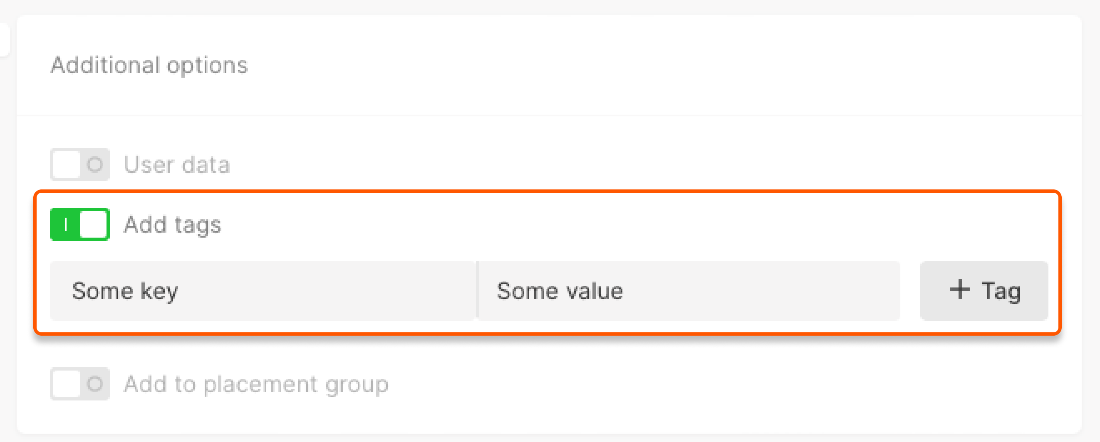 Additional options
User data
Add tags
Some key Some value + Tag
Add to placement group